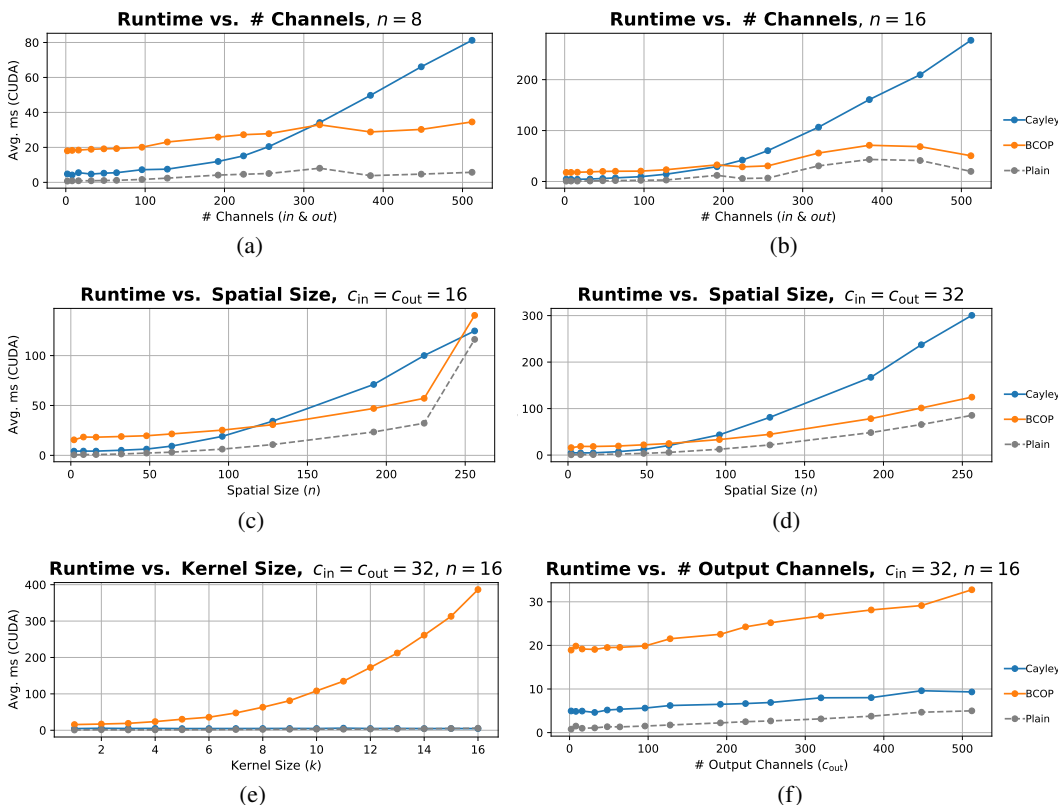 Runtime vs. # Channels, n = 8
Avg. ms (CUDA)
80
60
40
20
0
0 100 200 300 400 500
# Channels (in & out)
(a)
Runtime vs. # Channels, n = 16
200
100
0
0 100 200 300 400 500
# Channels (in & out)
Cayley
BCOP
Plain
(b)
Runtime vs. Spatial Size, c_in = c_out = 16
Avg. ms (CUDA)
100
50
0
0 50 100 150 200 250
Spatial Size (n)
(c)
Runtime vs. Spatial Size, c_in = c_out = 32
300
200
100
0
0 50 100 150 200 250
Spatial Size (n)
Cayley
BCOP
Plain
(d)
Runtime vs. Kernel Size, c_in = c_out = 32, n = 16
Avg. ms (CUDA)
400
300
200
100
0
2 4 6 8 10 12 14 16
Kernel Size (k)
(e)
Runtime vs. # Output Channels, c_in = 32, n = 16
30
20
10
0
0 100 200 300 400 500
# Output Channels (c_out)
Cayley
BCOP
Plain
(f)